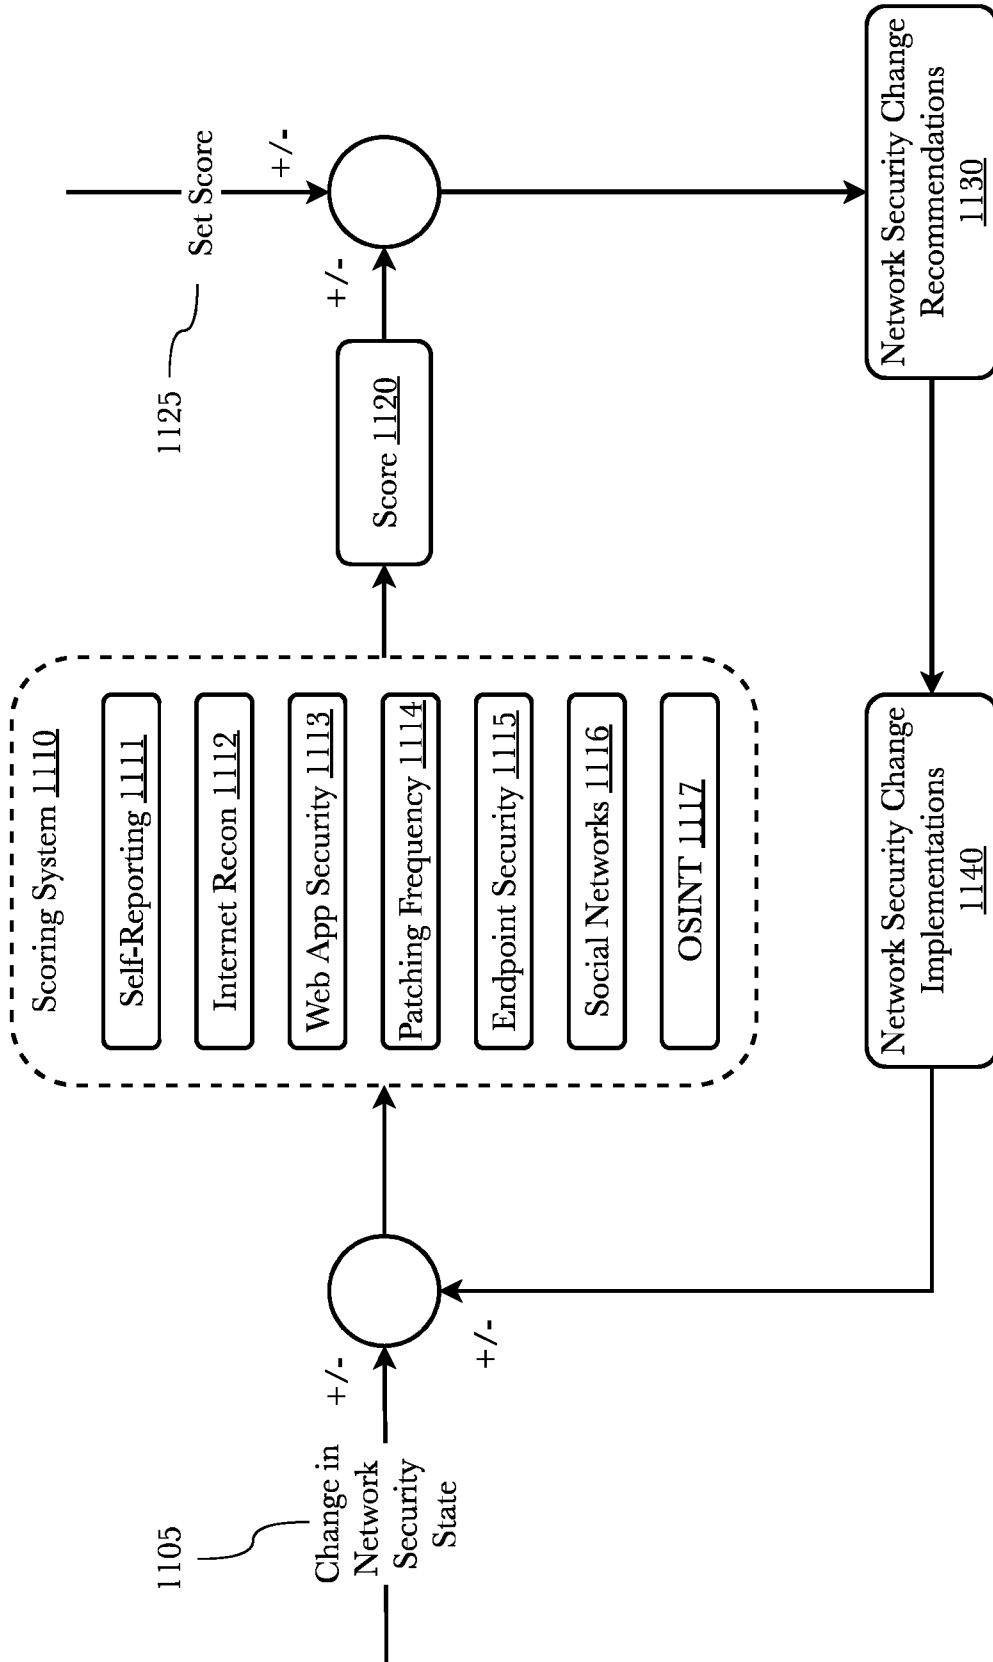 1105
Change in
Network
Security
State
+/-
+/-
Scoring System 1110
Self-Reporting 1111
Internet Recon 1112
Web App Security 1113
Patching Frequency 1114
Endpoint Security 1115
Social Networks 1116
OSINT 1117
Score 1120
1125
Set Score
+/-
+/-
Network Security Change
Recommendations
1130
Network Security Change
Implementations
1140